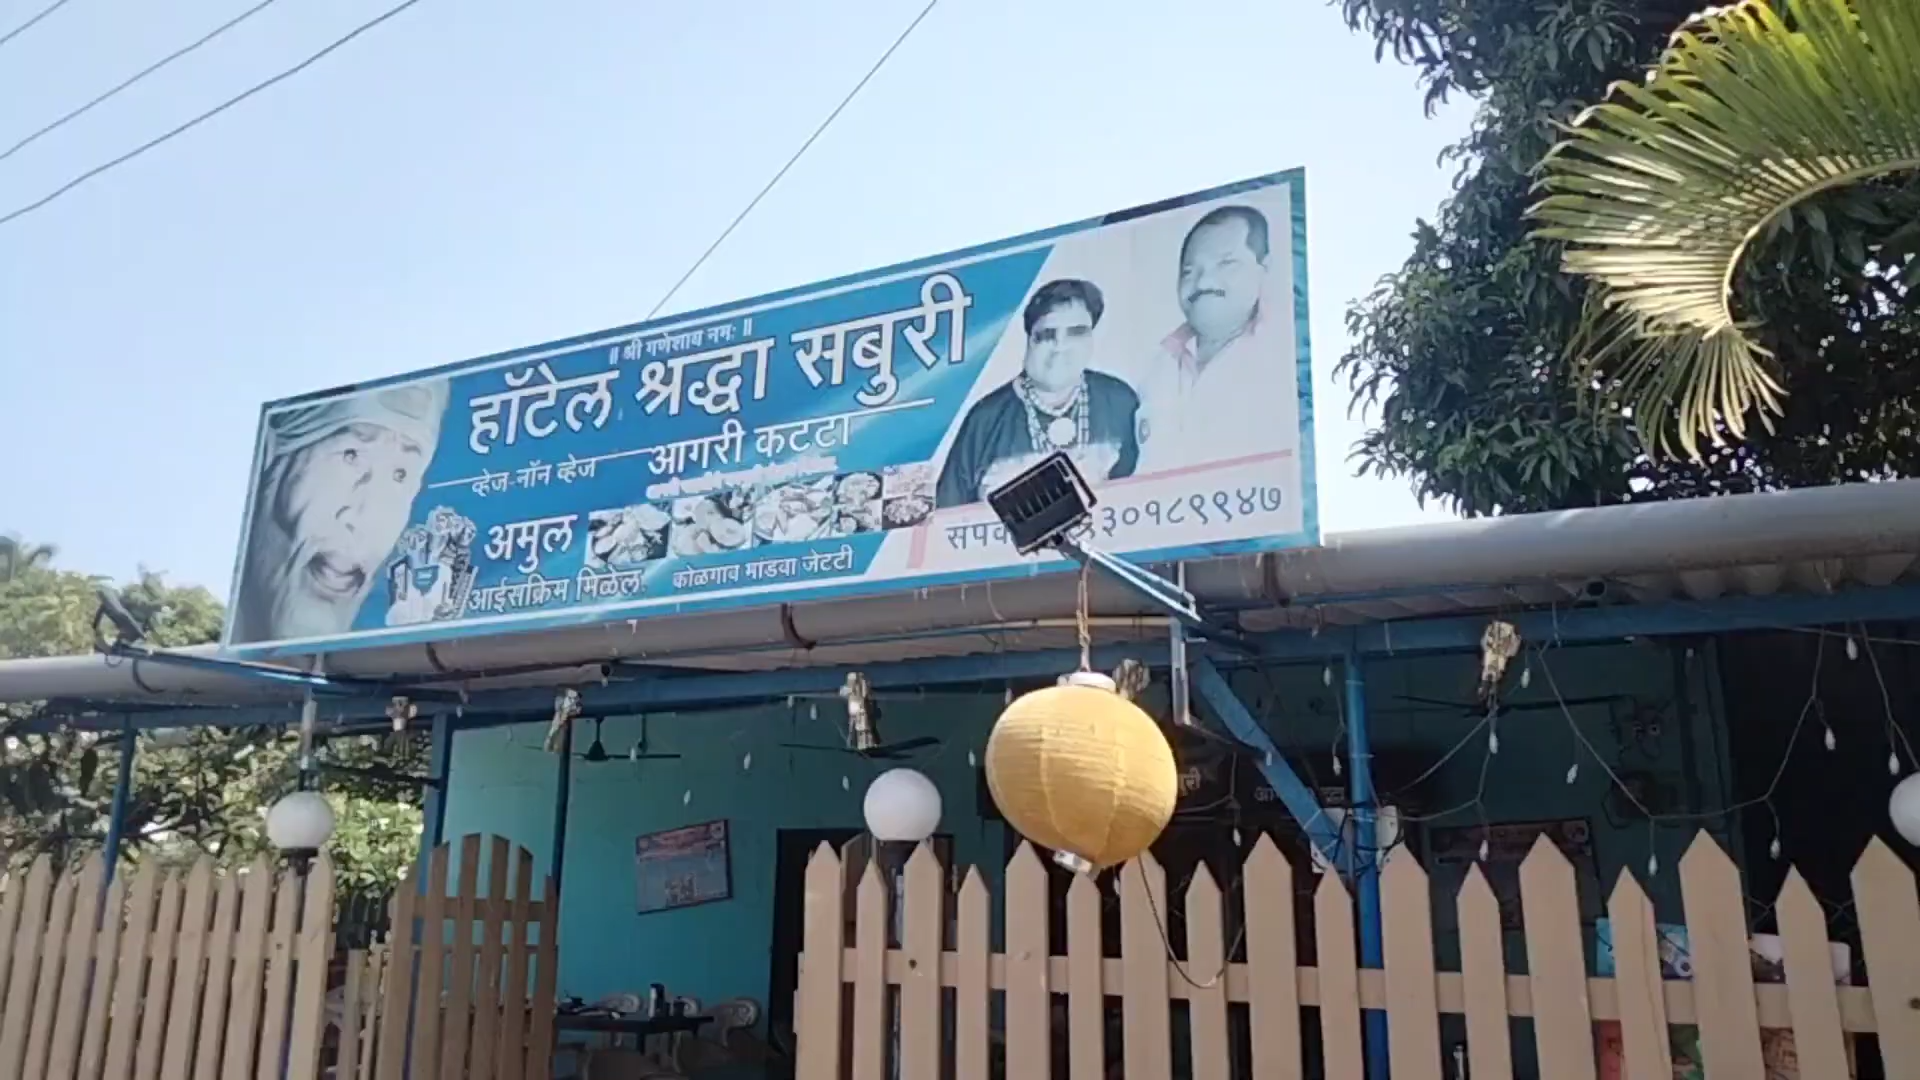 ॥ श्री गणेशाय नमः ॥
हॉटेल श्रद्धा सबुरी
व्हेज-नॉन व्हेज
आगरी कटटा
अमुल
आईसक्रिम मिळेल.
कोळगाव मांडवा जेटटी
३०१८९९४७